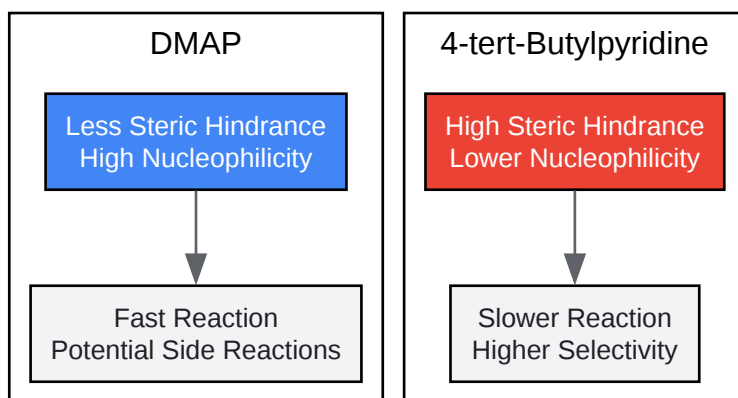 DMAP
Less Steric Hindrance
High Nucleophilicity
Fast Reaction
Potential Side Reactions
4-tert-Butylpyridine
High Steric Hindrance
Lower Nucleophilicity
Slower Reaction
Higher Selectivity